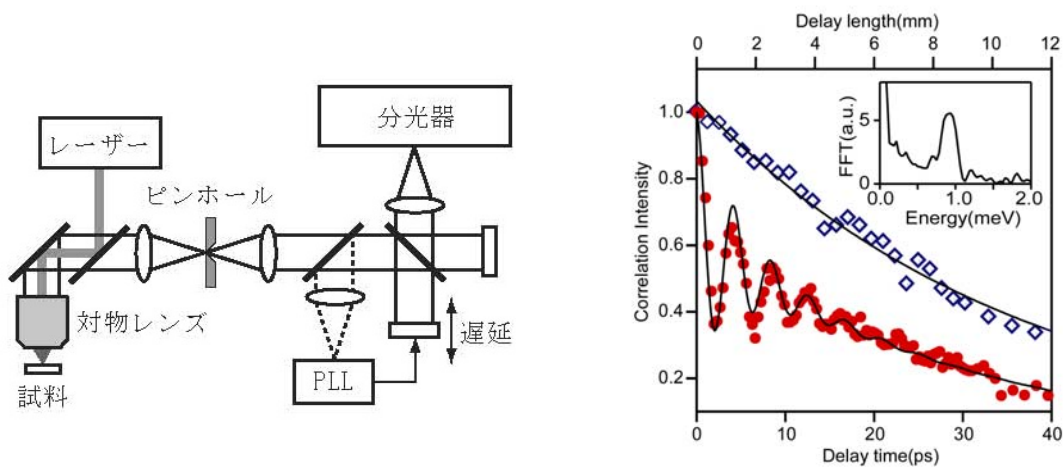 レーザー
ピンホール
分光器
対物レンズ
試料
PLL
遅延
Delay length(mm)
0 2 4 6 8 10 12
1.0
0.8
0.6
0.4
0.2
Correlation Intensity
0 10 20 30 40
Delay time(ps)
5
0
FFT(a.u.)
0.0 1.0 2.0
Energy(meV)